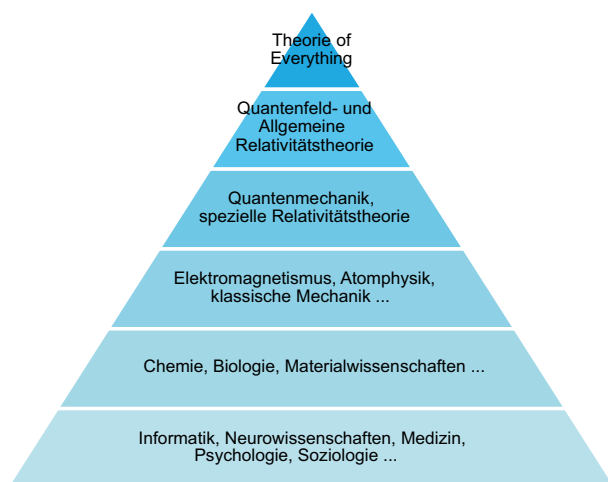 Theorie of
Everything
Quantenfeld- und
Allgemeine
Relativitätstheorie
Quantenmechanik,
spezielle Relativitätstheorie
Elektromagnetismus, Atomphysik,
klassische Mechanik ...
Chemie, Biologie, Materialwissenschaften ...
Informatik, Neurowissenschaften, Medizin,
Psychologie, Soziologie ...